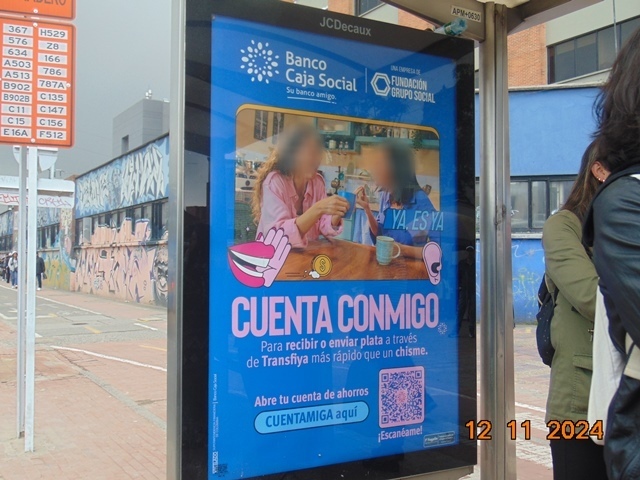 367 H529
576 Z8
634 166
A503 786
A513 787A
B902 C135
B902B C147
C11 C156
C15 F512
E16A
JCDecaux
APM+0630
Banco
Caja Social
Su banco amigo.
UNA EMPRESA DE
FUNDACIÓN
GRUPO SOCIAL
YA, ES YA
CUENTA CONMIGO
Para recibir o enviar plata a través
de Transfiya más rápido que un chisme.
Abre tu cuenta de ahorros
CUENTAMIGA aquí
¡Escanéame!
12 11 2024